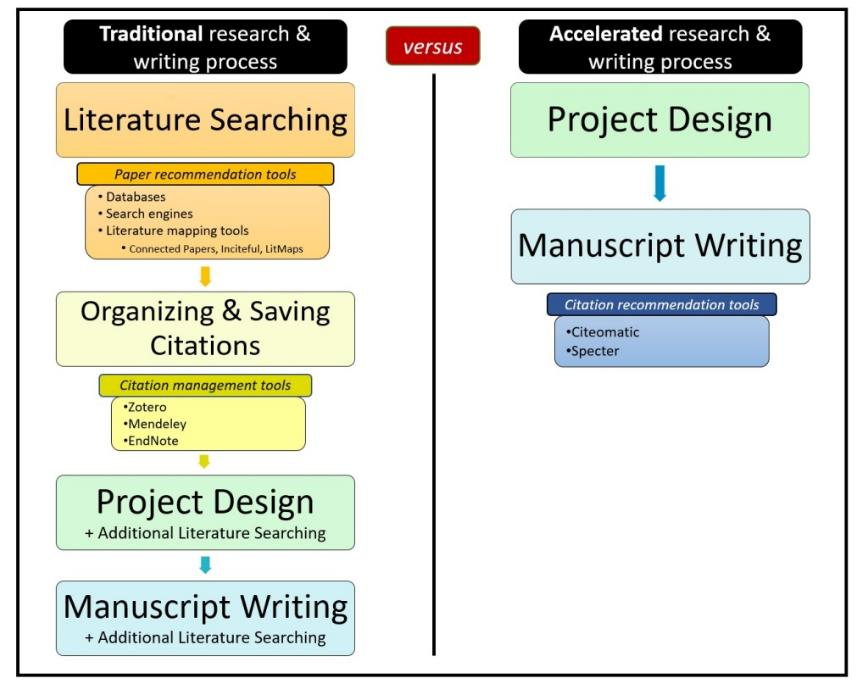 Traditional research &
writing process
Literature Searching
Paper recommendation tools
• Databases
• Search engines
• Literature mapping tools
• Connected Papers, Inciteful, LitMaps
Organizing & Saving
Citations
Citation management tools
•Zotero
•Mendeley
•EndNote
Project Design
+ Additional Literature Searching
Manuscript Writing
+ Additional Literature Searching
versus
Accelerated research &
writing process
Project Design
Manuscript Writing
Citation recommendation tools
•Citeomatic
•Specter